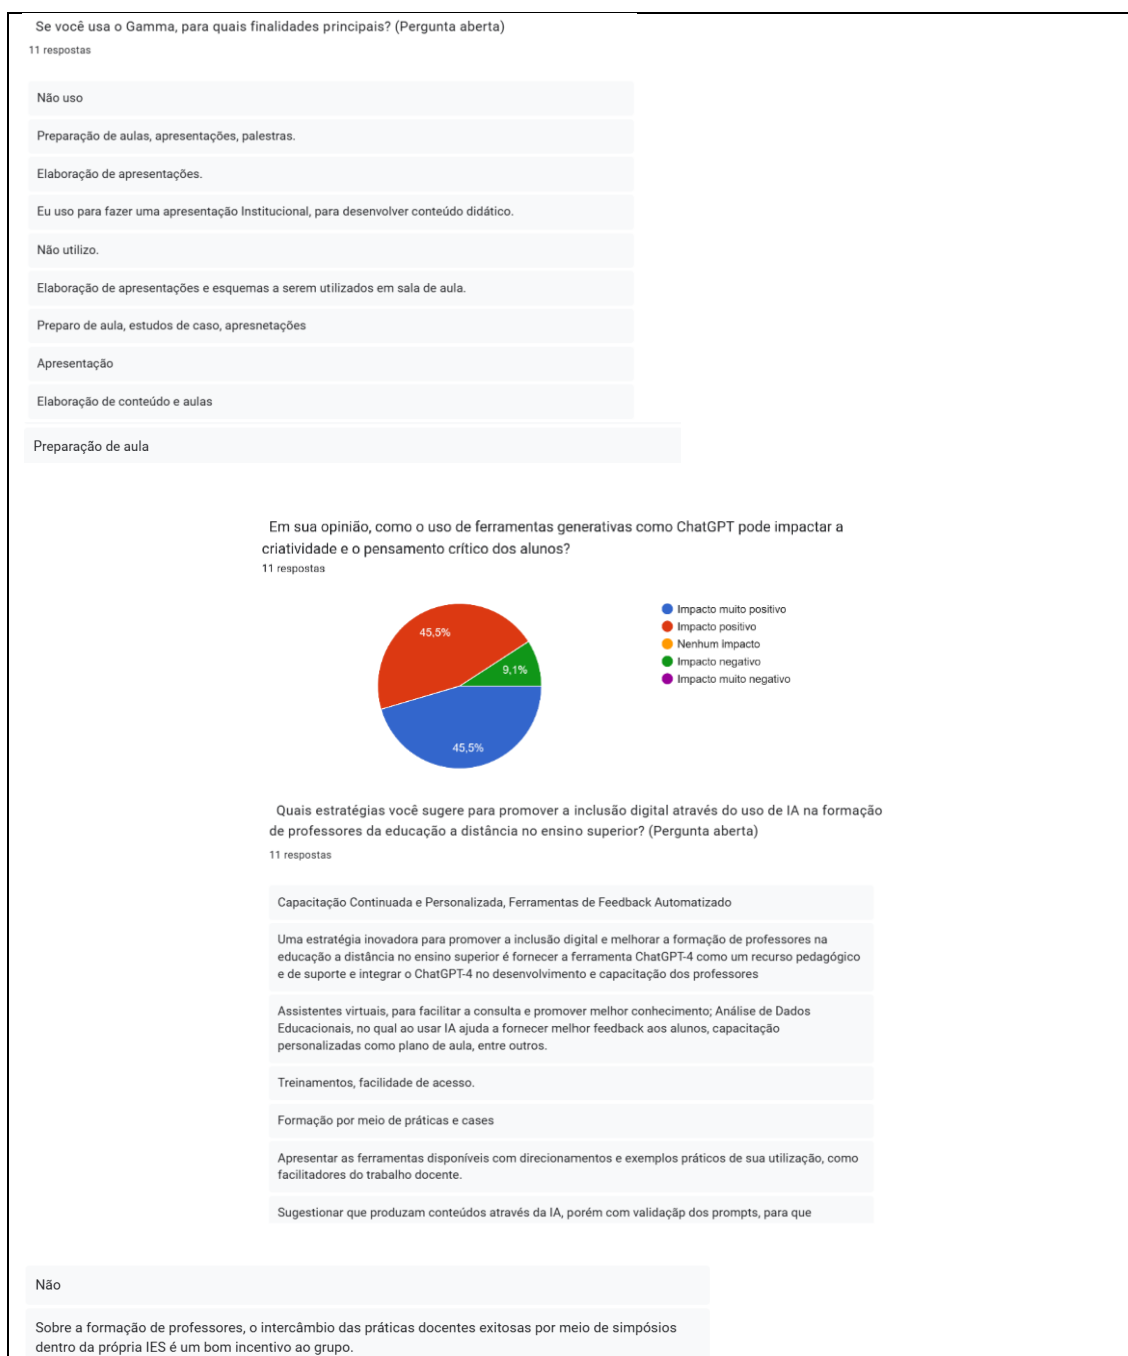 Se você usa o Gamma, para quais finalidades principais? (Pergunta aberta)
11 respostas
Não uso
Preparação de aulas, apresentações, palestras.
Elaboração de apresentações.
Eu uso para fazer uma apresentação Institucional, para desenvolver conteúdo didático.
Não utilizo.
Elaboração de apresentações e esquemas a serem utilizados em sala de aula.
Preparo de aula, estudos de caso, apresnetações
Apresentação
Elaboração de conteúdo e aulas
Preparação de aula
Em sua opinião, como o uso de ferramentas generativas como ChatGPT pode impactar a
criatividade e o pensamento crítico dos alunos?
11 respostas
45,5%
9,1%
45,5%
Impacto muito positivo
Impacto positivo
Nenhum impacto
Impacto negativo
Impacto muito negativo
Quais estratégias você sugere para promover a inclusão digital através do uso de IA na formação
de professores da educação a distância no ensino superior? (Pergunta aberta)
11 respostas
Capacitação Continuada e Personalizada, Ferramentas de Feedback Automatizado
Uma estratégia inovadora para promover a inclusão digital e melhorar a formação de professores na
educação a distância no ensino superior é fornecer a ferramenta ChatGPT-4 como um recurso pedagógico
e de suporte e integrar o ChatGPT-4 no desenvolvimento e capacitação dos professores
Assistentes virtuais, para facilitar a consulta e promover melhor conhecimento; Análise de Dados
Educacionais, no qual ao usar IA ajuda a fornecer melhor feedback aos alunos, capacitação
personalizadas como plano de aula, entre outros.
Treinamentos, facilidade de acesso.
Formação por meio de práticas e cases
Apresentar as ferramentas disponíveis com direcionamentos e exemplos práticos de sua utilização, como
facilitadores do trabalho docente.
Sugestionar que produzam conteúdos através da IA, porém com validaçãp dos prompts, para que
Não
Sobre a formação de professores, o intercâmbio das práticas docentes exitosas por meio de simpósios
dentro da própria IES é um bom incentivo ao grupo.